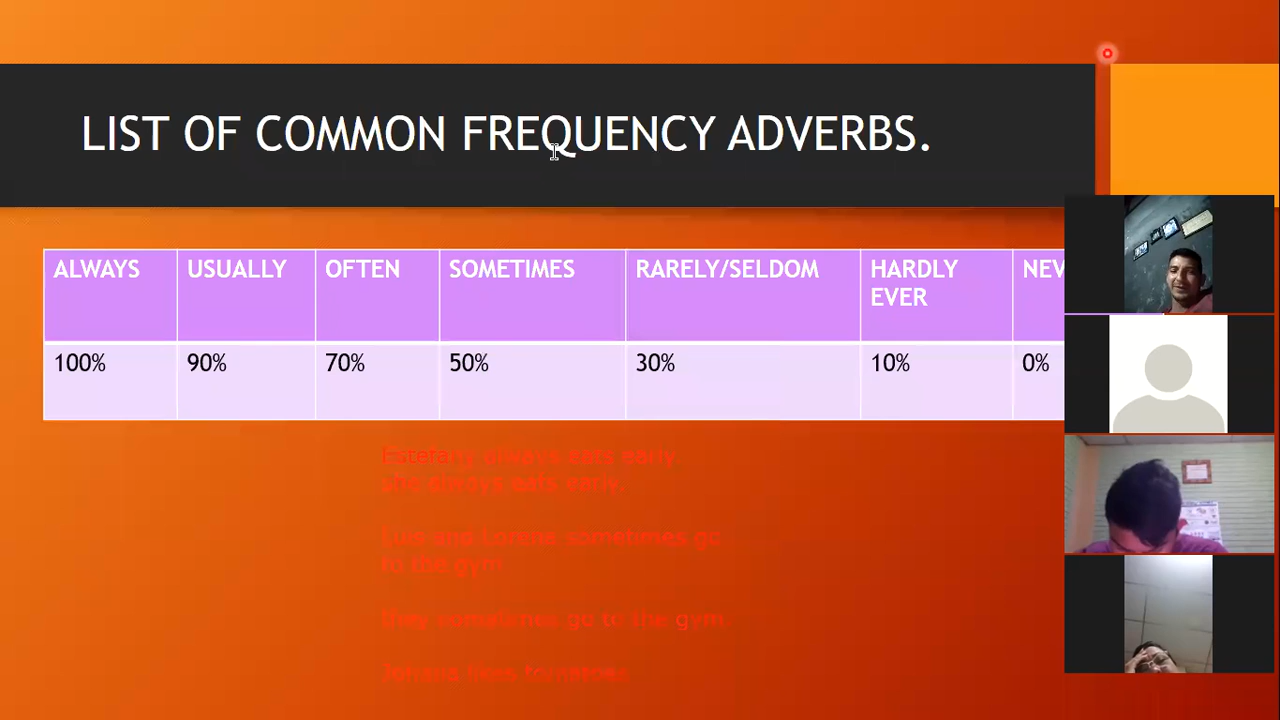 LIST OF COMMON FREQUENCY ADVERBS.
ALWAYS USUALLY OFTEN SOMETIMES RARELY/SELDOM HARDLY EVER NEV
100% 90% 70% 50% 30% 10% 0%
Estefany always eats early.
she always eats early.
Luis and Lorena sometimes go
to the gym
they sometimes go to the gym.
Johana likes tomatoes